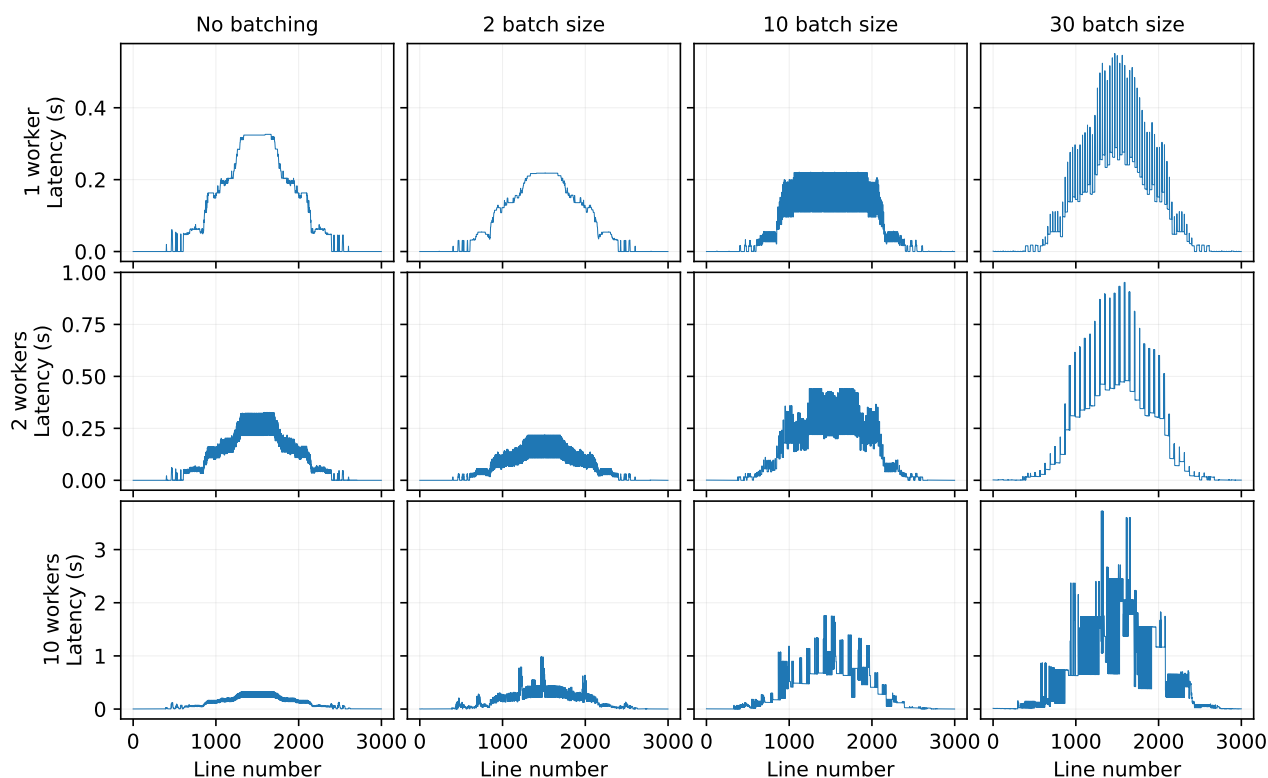 No batching 2 batch size 10 batch size 30 batch size
1 worker
Latency (s)
0.4
0.2
0.0
2 workers
Latency (s)
1.00
0.75
0.50
0.25
0.00
10 workers
Latency (s)
3
2
1
0
0 1000 2000 3000 0 1000 2000 3000 0 1000 2000 3000 0 1000 2000 3000
Line number Line number Line number Line number